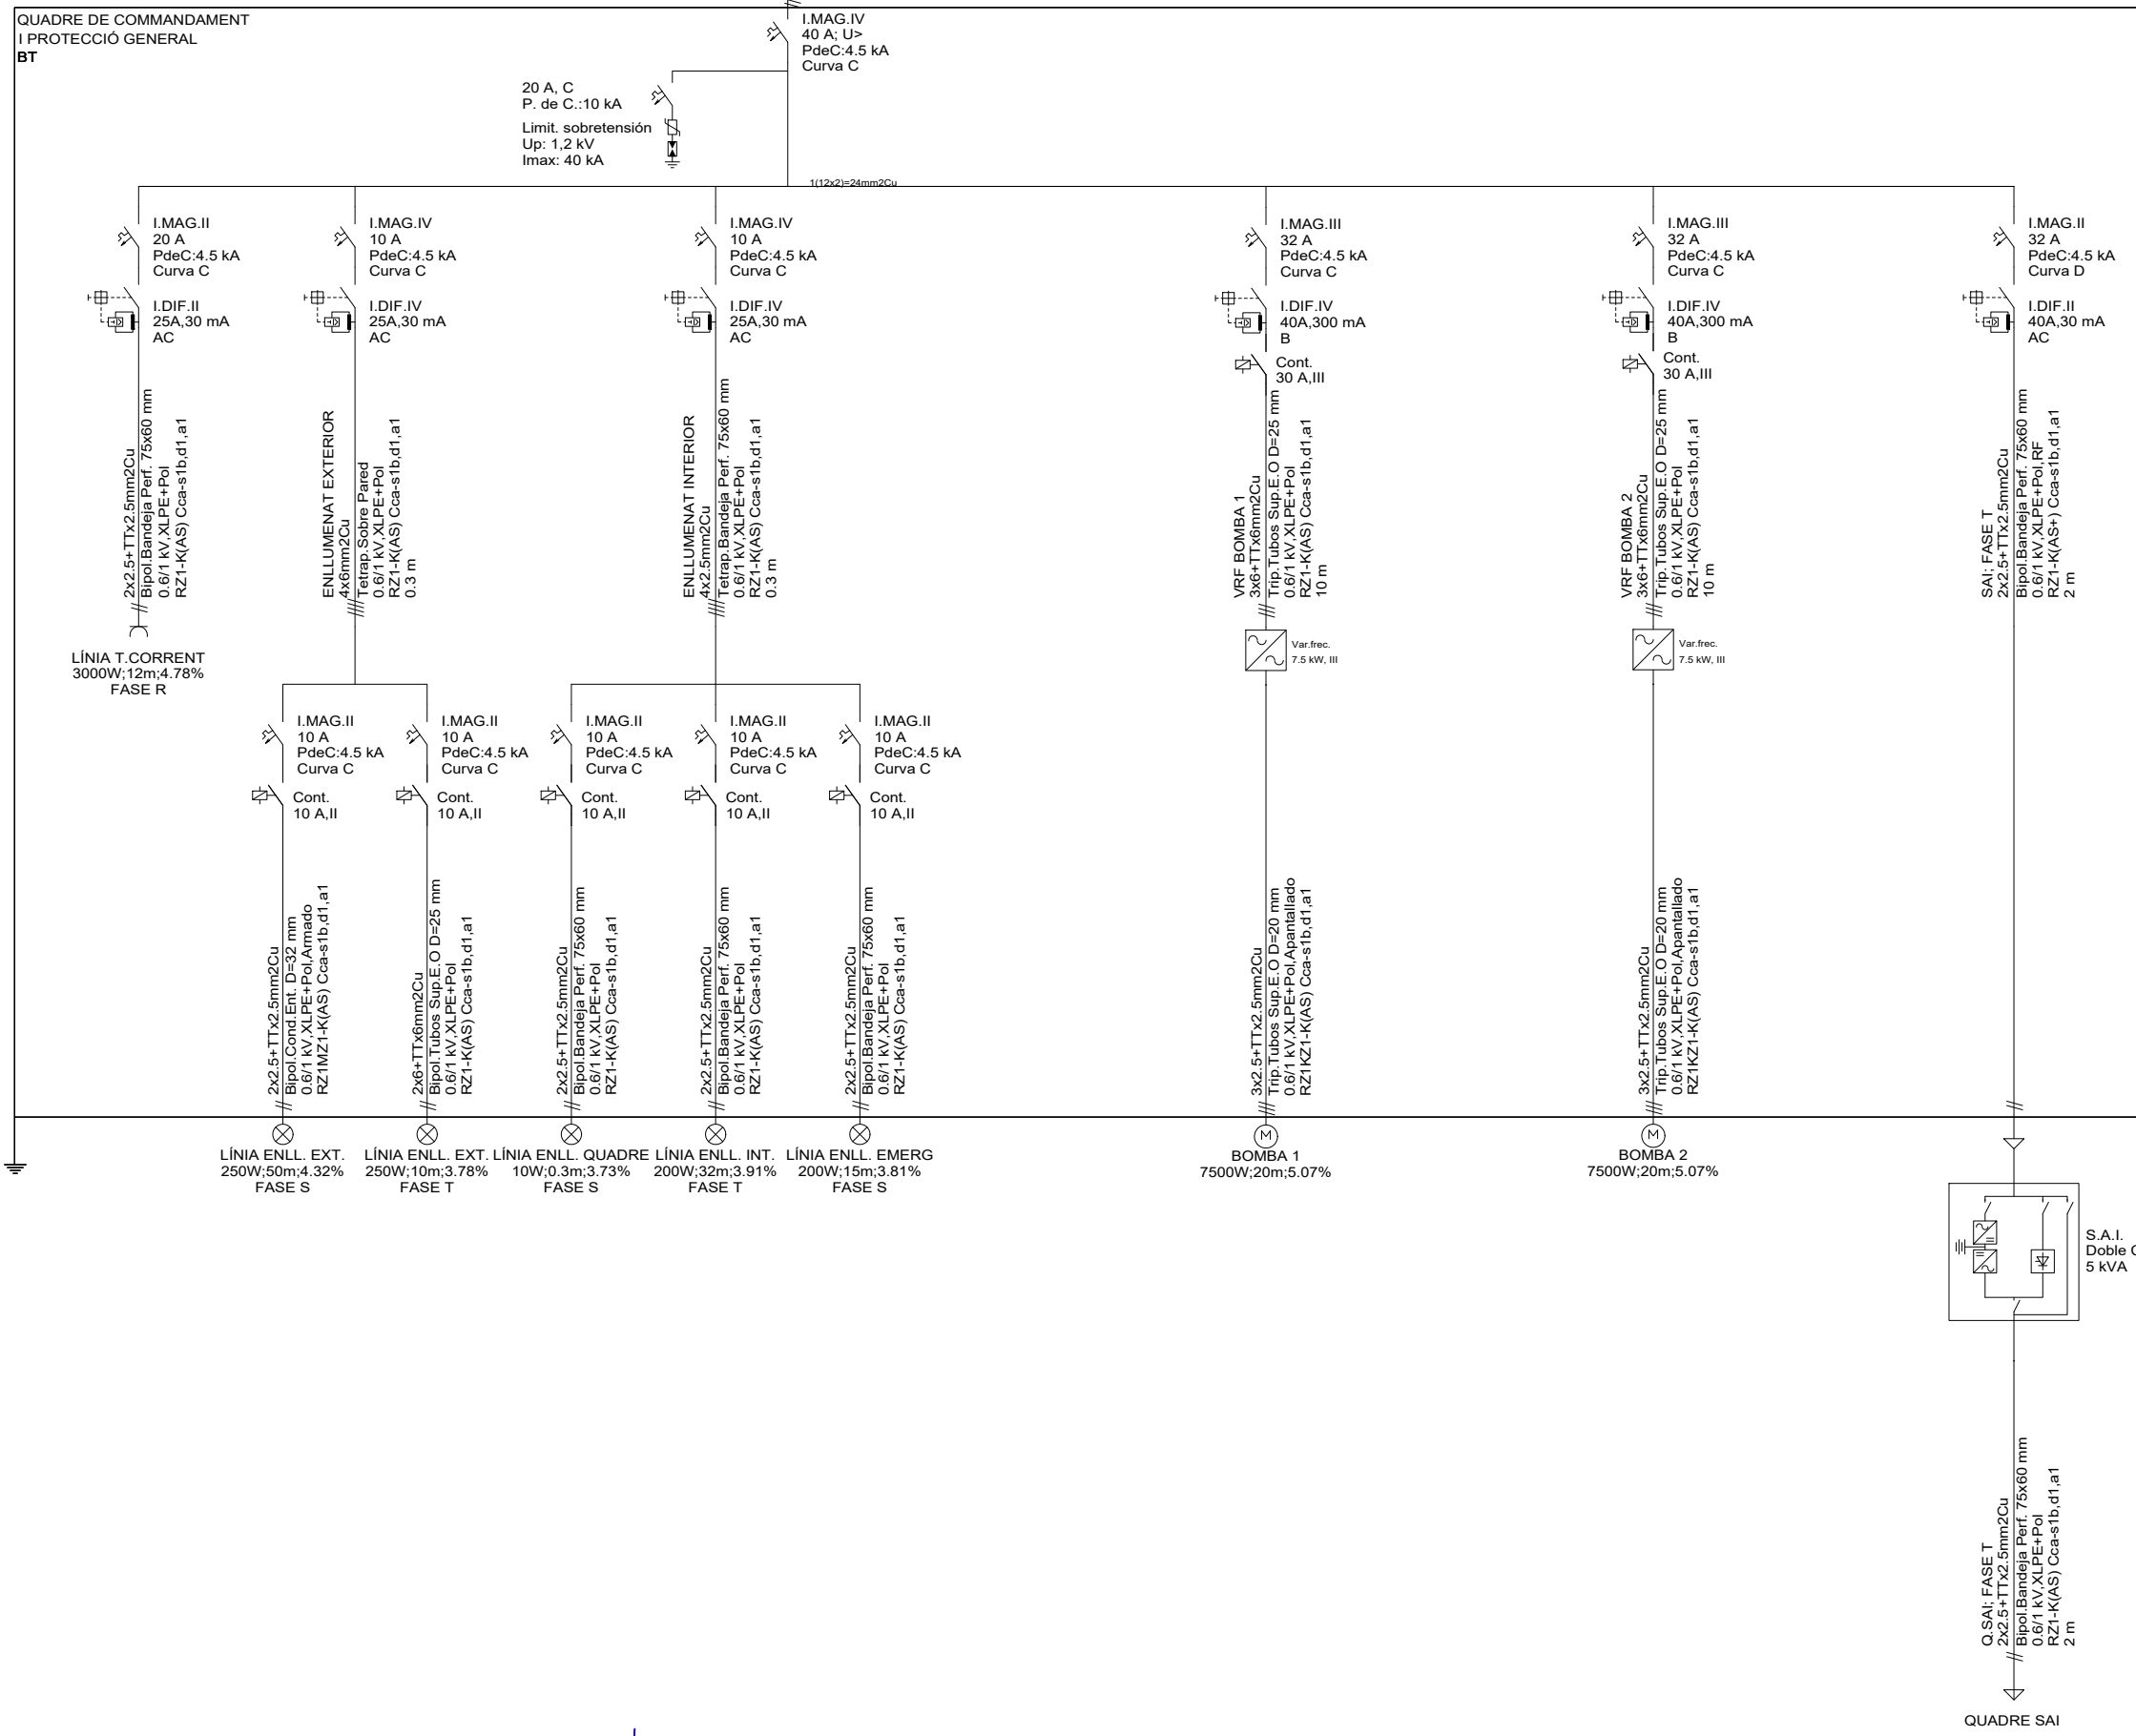 QUADRE DE COMMANDAMENT
I PROTECCIÓ GENERAL
BT
I.MAG.IV
40 A; U>
PdeC:4.5 kA
Curva C
20 A, C
P. de C.:10 kA
Limit. sobretensión
Up: 1,2 kV
Imax: 40 kA
1(12x2)=24mm2Cu
I.MAG.II
20 A
PdeC:4.5 kA
Curva C
I.DIF.II
25A,30 mA
AC
2x2.5+TTx2.5mm2Cu
Bipol.Bandeja Perf. 75x60 mm
0.6/1 kV,XLPE+Pol
RZ1-K(AS) Cca-s1b,d1,a1
LÍNIA T.CORRENT
3000W;12m;4.78%
FASE R
I.MAG.IV
10 A
PdeC:4.5 kA
Curva C
I.DIF.IV
25A,30 mA
AC
ENLLUMENAT EXTERIOR
4x6mm2Cu
Tetrap.Sobre Pared
0.6/1 kV,XLPE+Pol
RZ1-K(AS) Cca-s1b,d1,a1
0.3 m
I.MAG.IV
10 A
PdeC:4.5 kA
Curva C
I.DIF.IV
25A,30 mA
AC
ENLLUMENAT INTERIOR
4x2.5mm2Cu
Tetrap.Bandeja Perf. 75x60 mm
0.6/1 kV,XLPE+Pol
RZ1-K(AS) Cca-s1b,d1,a1
0.3 m
I.MAG.III
32 A
PdeC:4.5 kA
Curva C
I.DIF.IV
40A,300 mA
B
Cont.
30 A,III
VRF BOMBA 1
3x6+TTx6mm2Cu
Trip.Tubos Sup.E.O D=25 mm
0.6/1 kV,XLPE+Pol
RZ1-K(AS) Cca-s1b,d1,a1
10 m
Var.frec.
7.5 kW, III
I.MAG.III
32 A
PdeC:4.5 kA
Curva C
I.DIF.IV
40A,300 mA
B
Cont.
30 A,III
VRF BOMBA 2
3x6+TTx6mm2Cu
Trip.Tubos Sup.E.O D=25 mm
0.6/1 kV,XLPE+Pol
RZ1-K(AS) Cca-s1b,d1,a1
10 m
Var.frec.
7.5 kW, III
I.MAG.II
32 A
PdeC:4.5 kA
Curva D
I.DIF.II
40A,30 mA
AC
SAI; FASE T
2x2.5+TTx2.5mm2Cu
Bipol.Bandeja Perf. 75x60 mm
0.6/1 kV,XLPE+Pol,RF
RZ1-K(AS+) Cca-s1b,d1,a1
2 m
I.MAG.II
10 A
PdeC:4.5 kA
Curva C
Cont.
10 A,II
2x2.5+TTx2.5mm2Cu
Bipol.Cond.Ent. D=32 mm
0.6/1 kV,XLPE+Pol,Armado
RZ1MZ1-K(AS) Cca-s1b,d1,a1
LÍNIA ENLL. EXT.
250W;50m;4.32%
FASE S
I.MAG.II
10 A
PdeC:4.5 kA
Curva C
Cont.
10 A,II
2x6+TTx6mm2Cu
Bipol.Tubos Sup.E.O D=25 mm
0.6/1 kV,XLPE+Pol
RZ1-K(AS) Cca-s1b,d1,a1
LÍNIA ENLL. EXT.
250W;10m;3.78%
FASE T
I.MAG.II
10 A
PdeC:4.5 kA
Curva C
Cont.
10 A,II
2x2.5+TTx2.5mm2Cu
Bipol.Bandeja Perf. 75x60 mm
0.6/1 kV,XLPE+Pol
RZ1-K(AS) Cca-s1b,d1,a1
LÍNIA ENLL. QUADRE
10W;0.3m;3.73%
FASE S
I.MAG.II
10 A
PdeC:4.5 kA
Curva C
Cont.
10 A,II
2x2.5+TTx2.5mm2Cu
Bipol.Bandeja Perf. 75x60 mm
0.6/1 kV,XLPE+Pol
RZ1-K(AS) Cca-s1b,d1,a1
LÍNIA ENLL. INT.
200W;32m;3.91%
FASE T
I.MAG.II
10 A
PdeC:4.5 kA
Curva C
Cont.
10 A,II
2x2.5+TTx2.5mm2Cu
Bipol.Bandeja Perf. 75x60 mm
0.6/1 kV,XLPE+Pol
RZ1-K(AS) Cca-s1b,d1,a1
LÍNIA ENLL. EMERG
200W;15m;3.81%
FASE S
3x2.5+TTx2.5mm2Cu
Trip.Tubos Sup.E.O D=20 mm
0.6/1 kV,XLPE+Pol,Apantallado
RZ1KZ1-K(AS) Cca-s1b,d1,a1
M
BOMBA 1
7500W;20m;5.07%
3x2.5+TTx2.5mm2Cu
Trip.Tubos Sup.E.O D=20 mm
0.6/1 kV,XLPE+Pol,Apantallado
RZ1KZ1-K(AS) Cca-s1b,d1,a1
M
BOMBA 2
7500W;20m;5.07%
S.A.I.
Doble
5 kVA
Q.SAI; FASE T
2x2.5+TTx2.5mm2Cu
Bipol.Bandeja Perf. 75x60 mm
0.6/1 kV,XLPE+Pol
RZ1-K(AS) Cca-s1b,d1,a1
2 m
QUADRE SAI